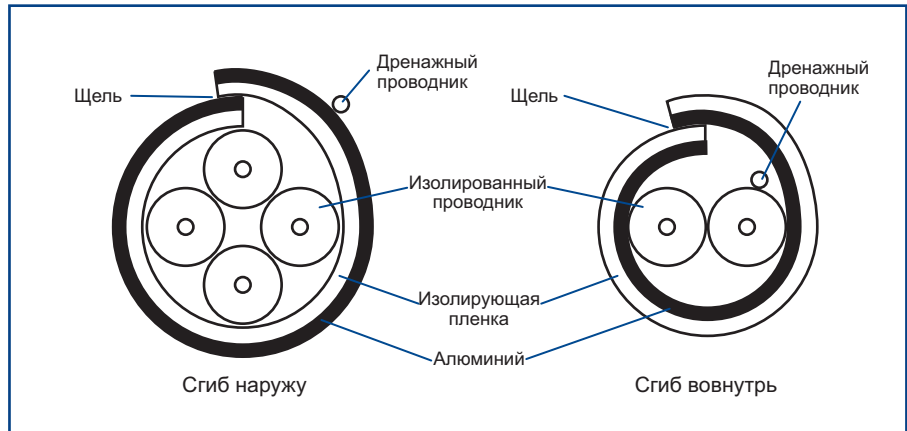 Дренажный
проводник
Щель
Дренажный
проводник
Щель
Изолированный
проводник
Изолирующая
пленка
Алюминий
Сгиб наружу
Сгиб вовнутрь